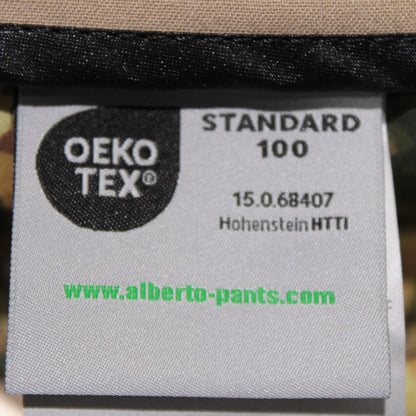 OEKO
TEX®
STANDARD
100
15.0.68407
Hohenstein HTTI
www.alberto-pants.com